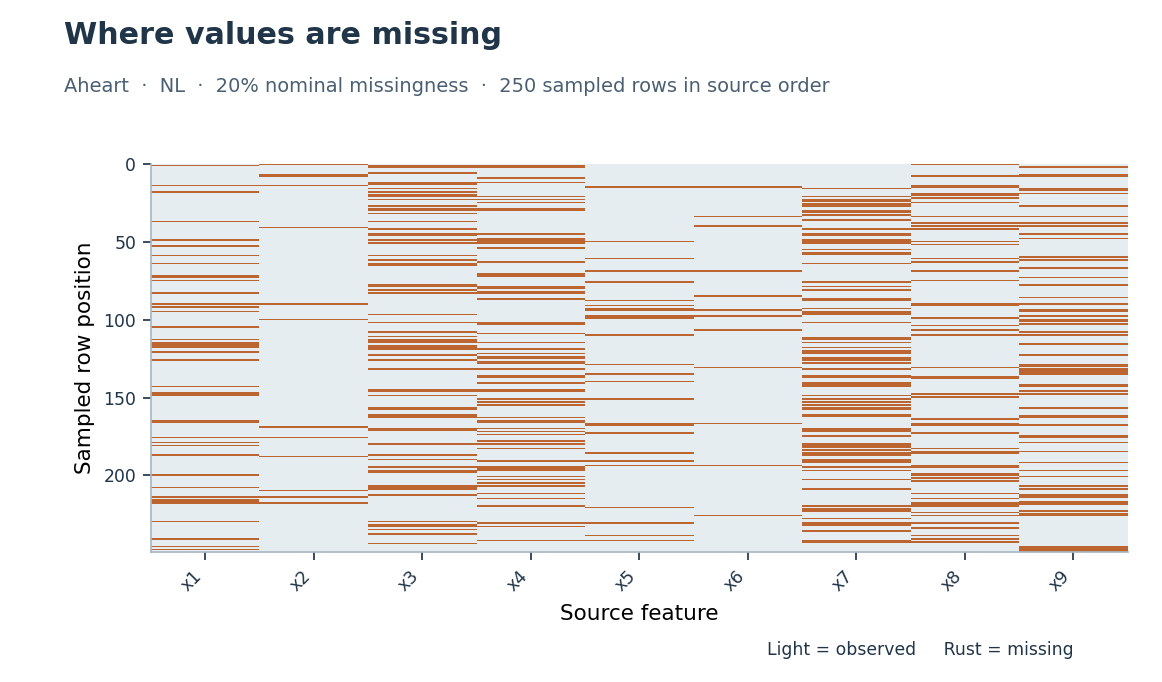 Where values are missing
Aheart · NL · 20% nominal missingness · 250 sampled rows in source order
0
50
100
150
200
Sampled row position
x1 x2 x3 x4 x5 x6 x7 x8 x9
Source feature
Light = observed Rust = missing